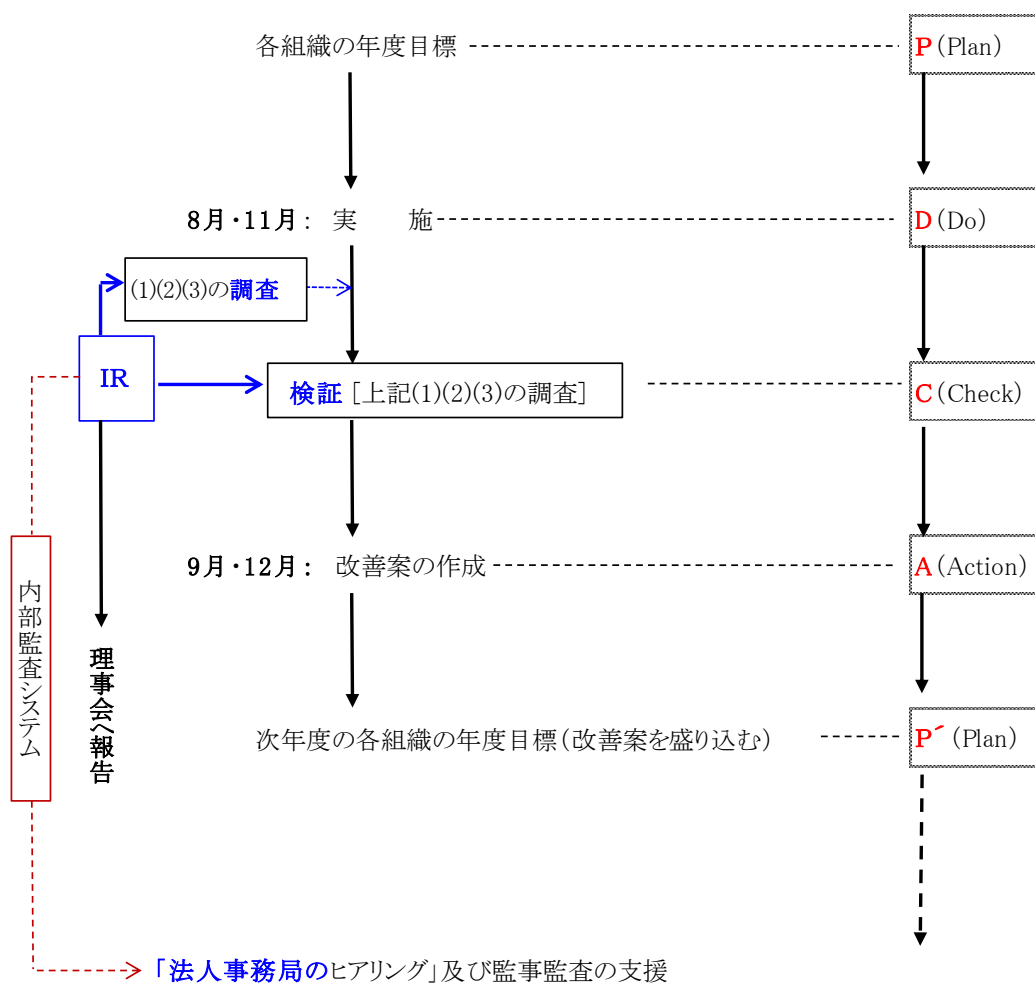 各組織の年度目標
P(Plan)
8月・11月: 実 施
D(Do)
(1)(2)(3)の調査
IR
検証 [上記(1)(2)(3)の調査]
C(Check)
9月・12月: 改善案の作成
A(Action)
内部監査システム
理事会へ報告
次年度の各組織の年度目標(改善案を盛り込む)
P´(Plan)
「法人事務局のヒアリング」及び監事監査の支援